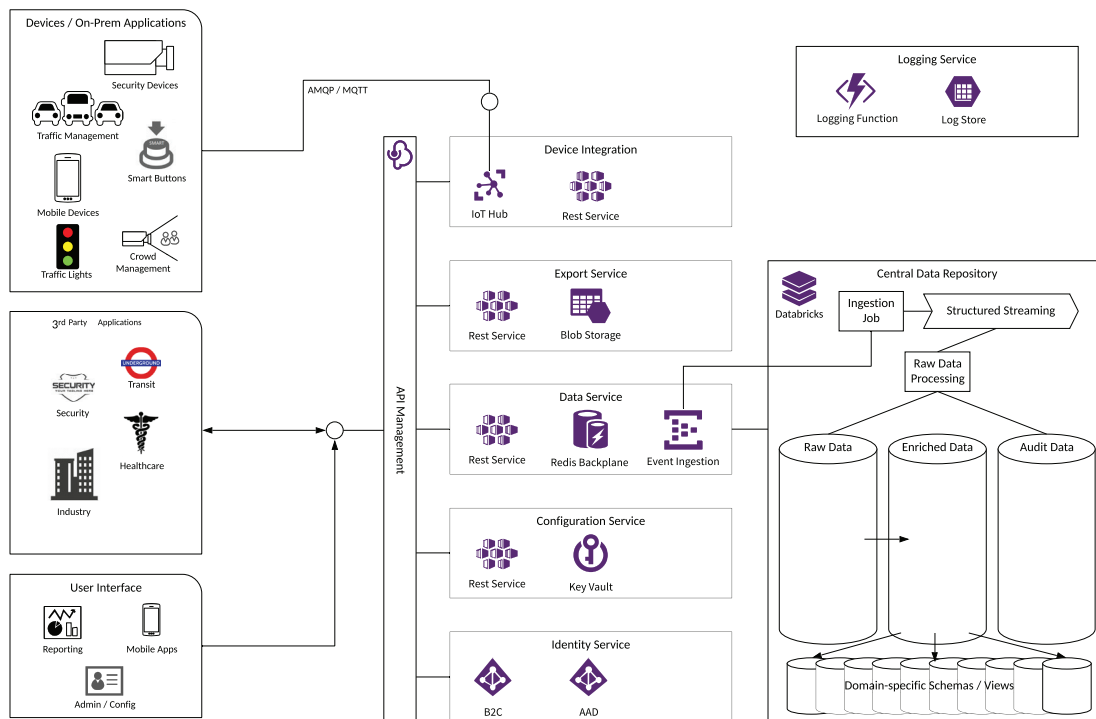 Devices / On-Prem Applications
Security Devices
Traffic Management
SMART
Smart Buttons
Mobile Devices
Crowd
Management
Traffic Lights
AMQP / MQTT
3rd Party Applications
UNDERGROUND
Transit
SECURITY
YOUR TAGLINE HERE
Security
Healthcare
Industry
User Interface
Reporting
Mobile Apps
Admin / Config
API Management
Device Integration
IoT Hub
Rest Service
Export Service
Rest Service
Blob Storage
Data Service
Rest Service
Redis Backplane
Event Ingestion
Configuration Service
Rest Service
Key Vault
Identity Service
B2C
AAD
Logging Service
Logging Function
Log Store
Central Data Repository
Databricks
Ingestion
Job
Structured Streaming
Raw Data
Processing
Raw Data
Enriched Data
Audit Data
Domain-specific Schemas / Views